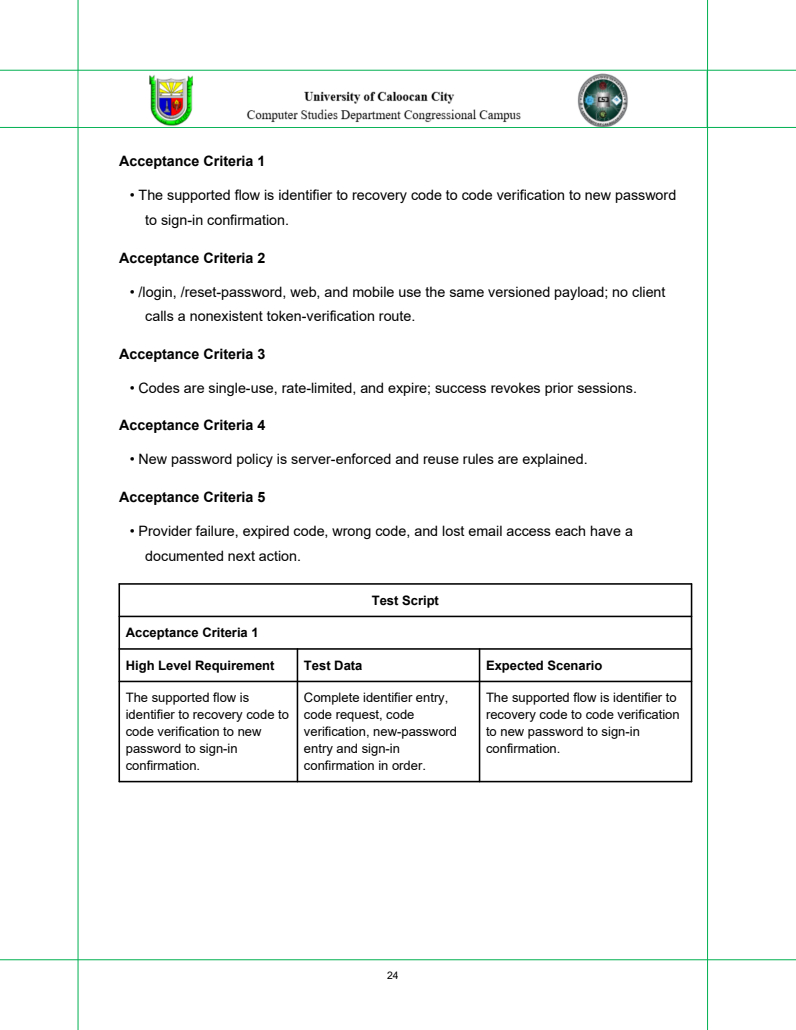 University of Caloocan City
Computer Studies Department Congressional Campus
Acceptance Criteria 1
• The supported flow is identifier to recovery code to code verification to new password
to sign-in confirmation.
Acceptance Criteria 2
• /login, /reset-password, web, and mobile use the same versioned payload; no client
calls a nonexistent token-verification route.
Acceptance Criteria 3
• Codes are single-use, rate-limited, and expire; success revokes prior sessions.
Acceptance Criteria 4
• New password policy is server-enforced and reuse rules are explained.
Acceptance Criteria 5
• Provider failure, expired code, wrong code, and lost email access each have a
documented next action.
Test Script
Acceptance Criteria 1
High Level Requirement
Test Data
Expected Scenario
The supported flow is
identifier to recovery code to
code verification to new
password to sign-in
confirmation.
Complete identifier entry,
code request, code
verification, new-password
entry and sign-in
confirmation in order.
The supported flow is identifier to
recovery code to code verification
to new password to sign-in
confirmation.
24